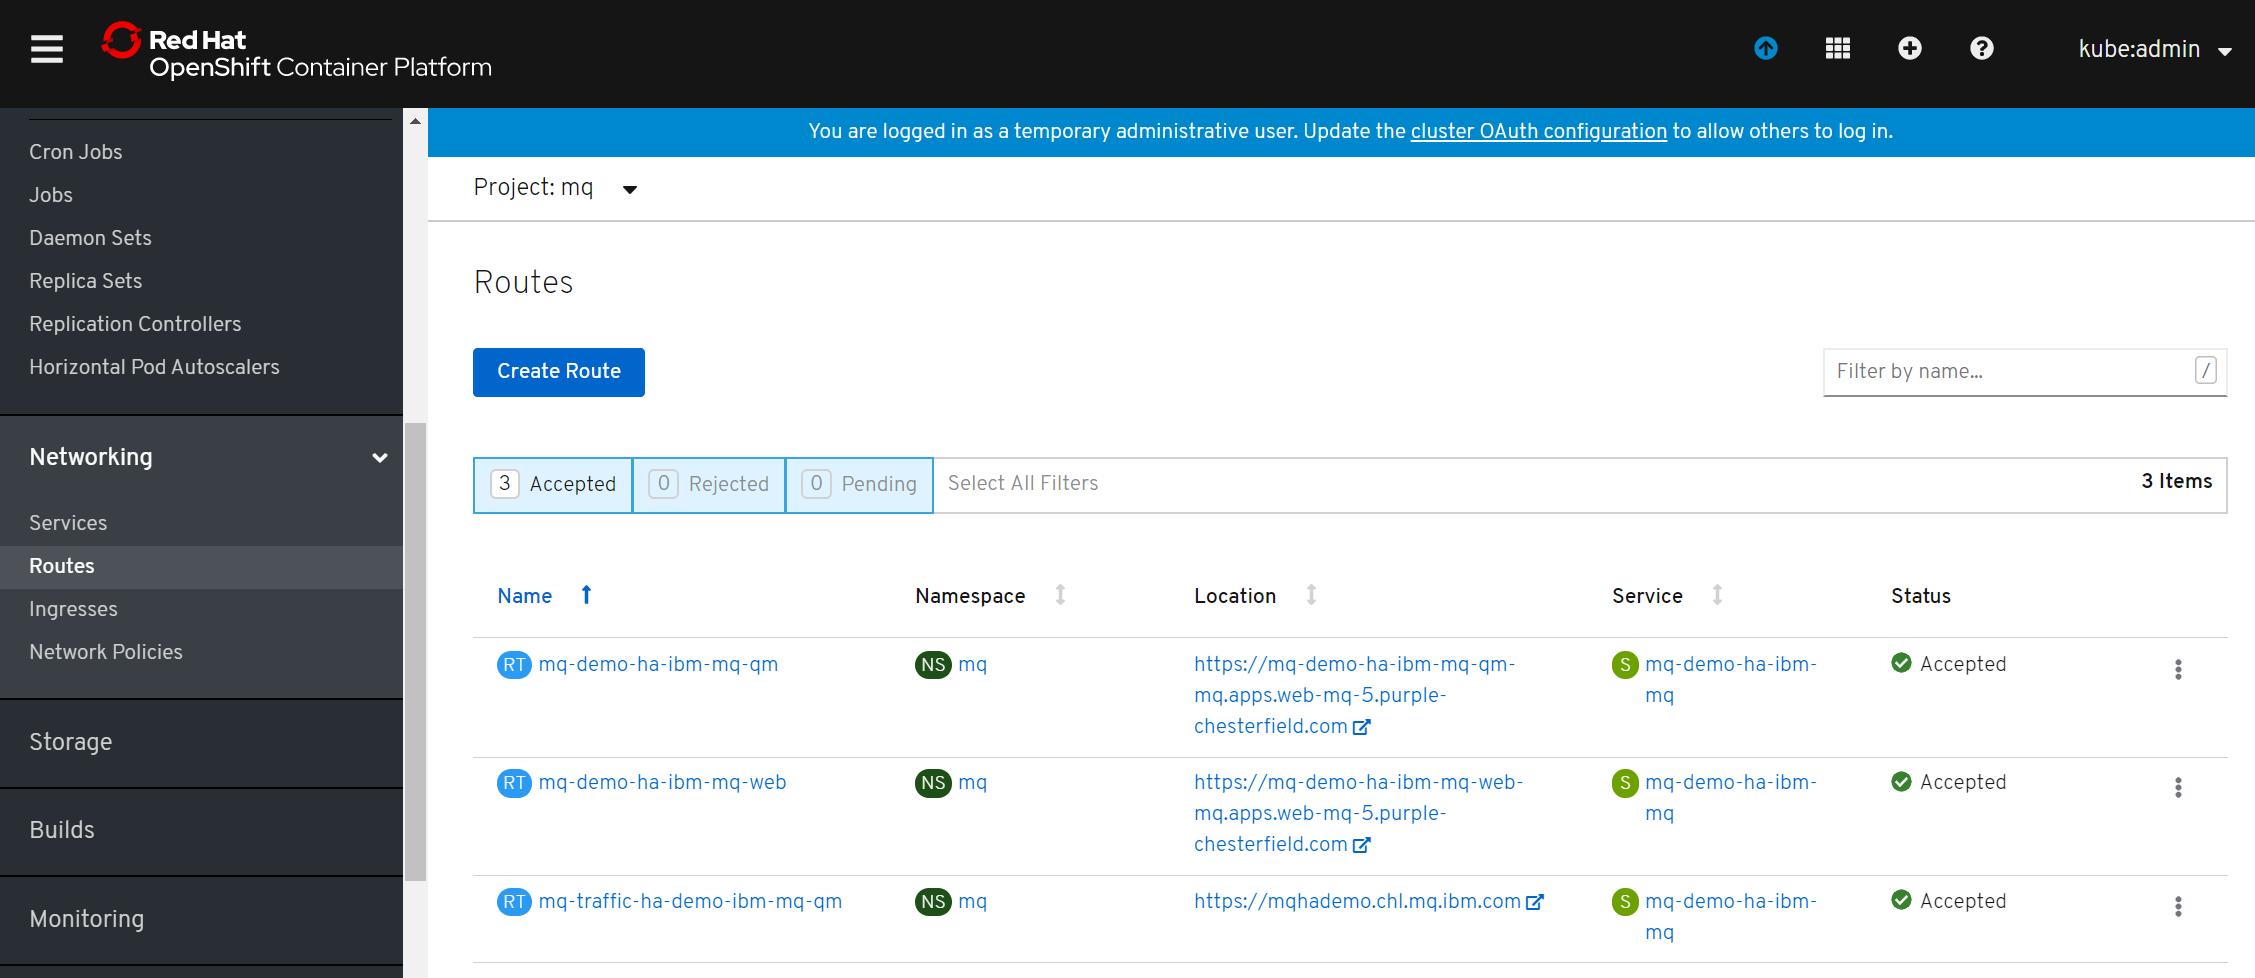 Red Hat
OpenShift Container Platform
kube:admin
You are logged in as a temporary administrative user. Update the cluster OAuth configuration to allow others to log in.
Cron Jobs
Jobs
Daemon Sets
Replica Sets
Replication Controllers
Horizontal Pod Autoscalers
Networking
Services
Routes
Ingresses
Network Policies
Storage
Builds
Monitoring
Project: mq
Routes
Create Route
Filter by name... /
3 Accepted 0 Rejected 0 Pending Select All Filters 3 Items
Name Namespace Location Service Status
RT mq-demo-ha-ibm-mq-qm NS mq https://mq-demo-ha-ibm-mq-qm- S mq-demo-ha-ibm- Accepted
mq.apps.web-mq-5.purple- mq
chesterfield.com
RT mq-demo-ha-ibm-mq-web NS mq https://mq-demo-ha-ibm-mq-web- S mq-demo-ha-ibm- Accepted
mq.apps.web-mq-5.purple- mq
chesterfield.com
RT mq-traffic-ha-demo-ibm-mq-qm NS mq https://mqhademo.chl.mq.ibm.com S mq-demo-ha-ibm- Accepted
mq